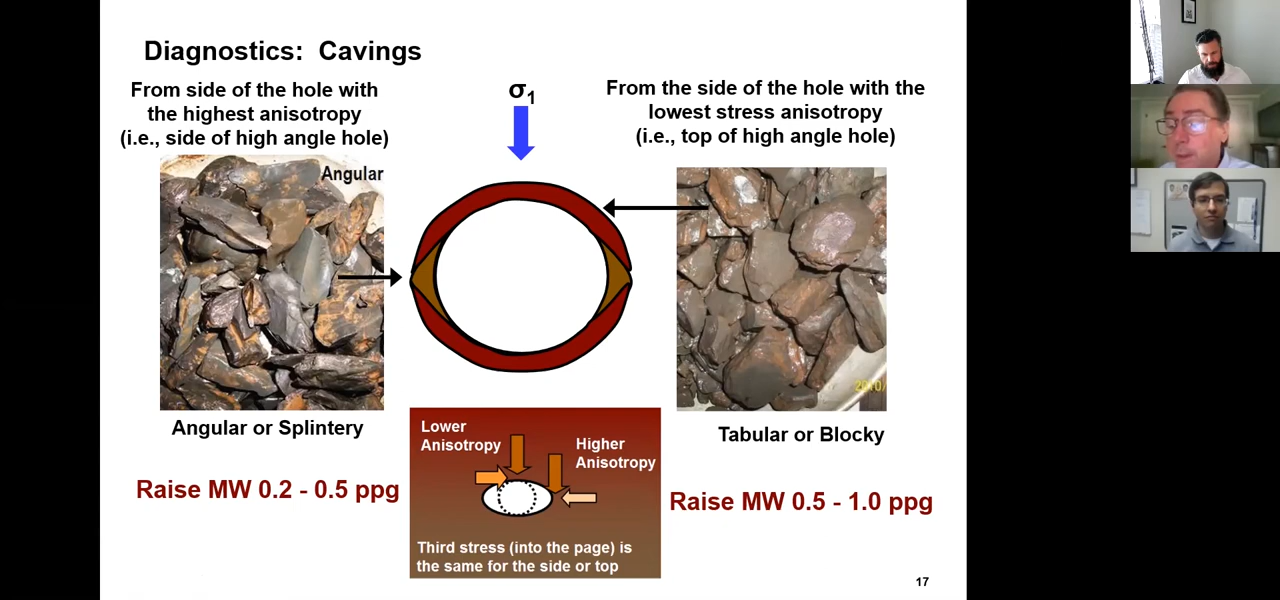 Diagnostics: Cavings
From side of the hole with
the highest anisotropy
(i.e., side of high angle hole)
σ1
From the side of the hole with the
lowest stress anisotropy
(i.e., top of high angle hole)
Angular
Angular or Splintery
Tabular or Blocky
Raise MW 0.2 - 0.5 ppg
Raise MW 0.5 - 1.0 ppg
Lower
Anisotropy
Higher
Anisotropy
Third stress (into the page) is
the same for the side or top
17